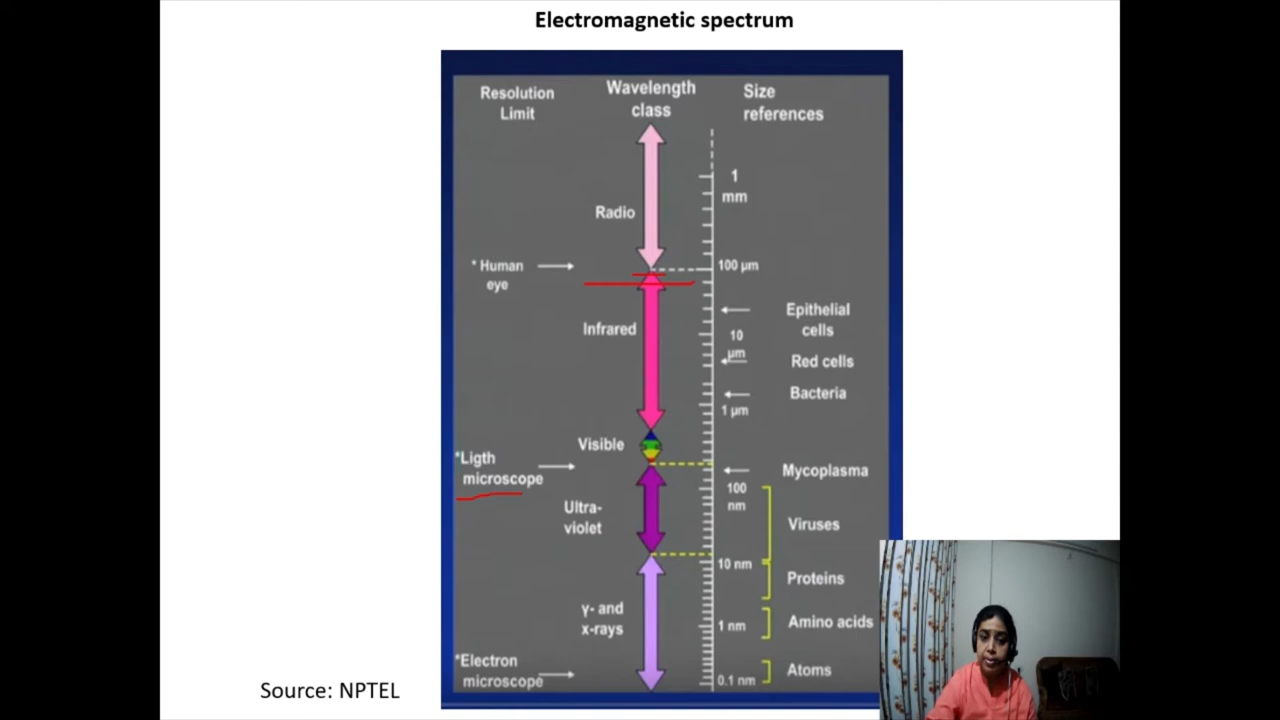 Electromagnetic spectrum
Resolution
Limit
Wavelength
class
Size
references
1
mm
Radio
* Human
eye
100 µm
Epithelial
cells
Infrared
10
µm
Red cells
Bacteria
1 µm
Visible
*Ligth
microscope
Mycoplasma
100
nm
Ultra-
violet
Viruses
10 nm
Proteins
γ- and
x-rays
1 nm
Amino acids
*Electron
microscope
Atoms
0.1 nm
Source: NPTEL